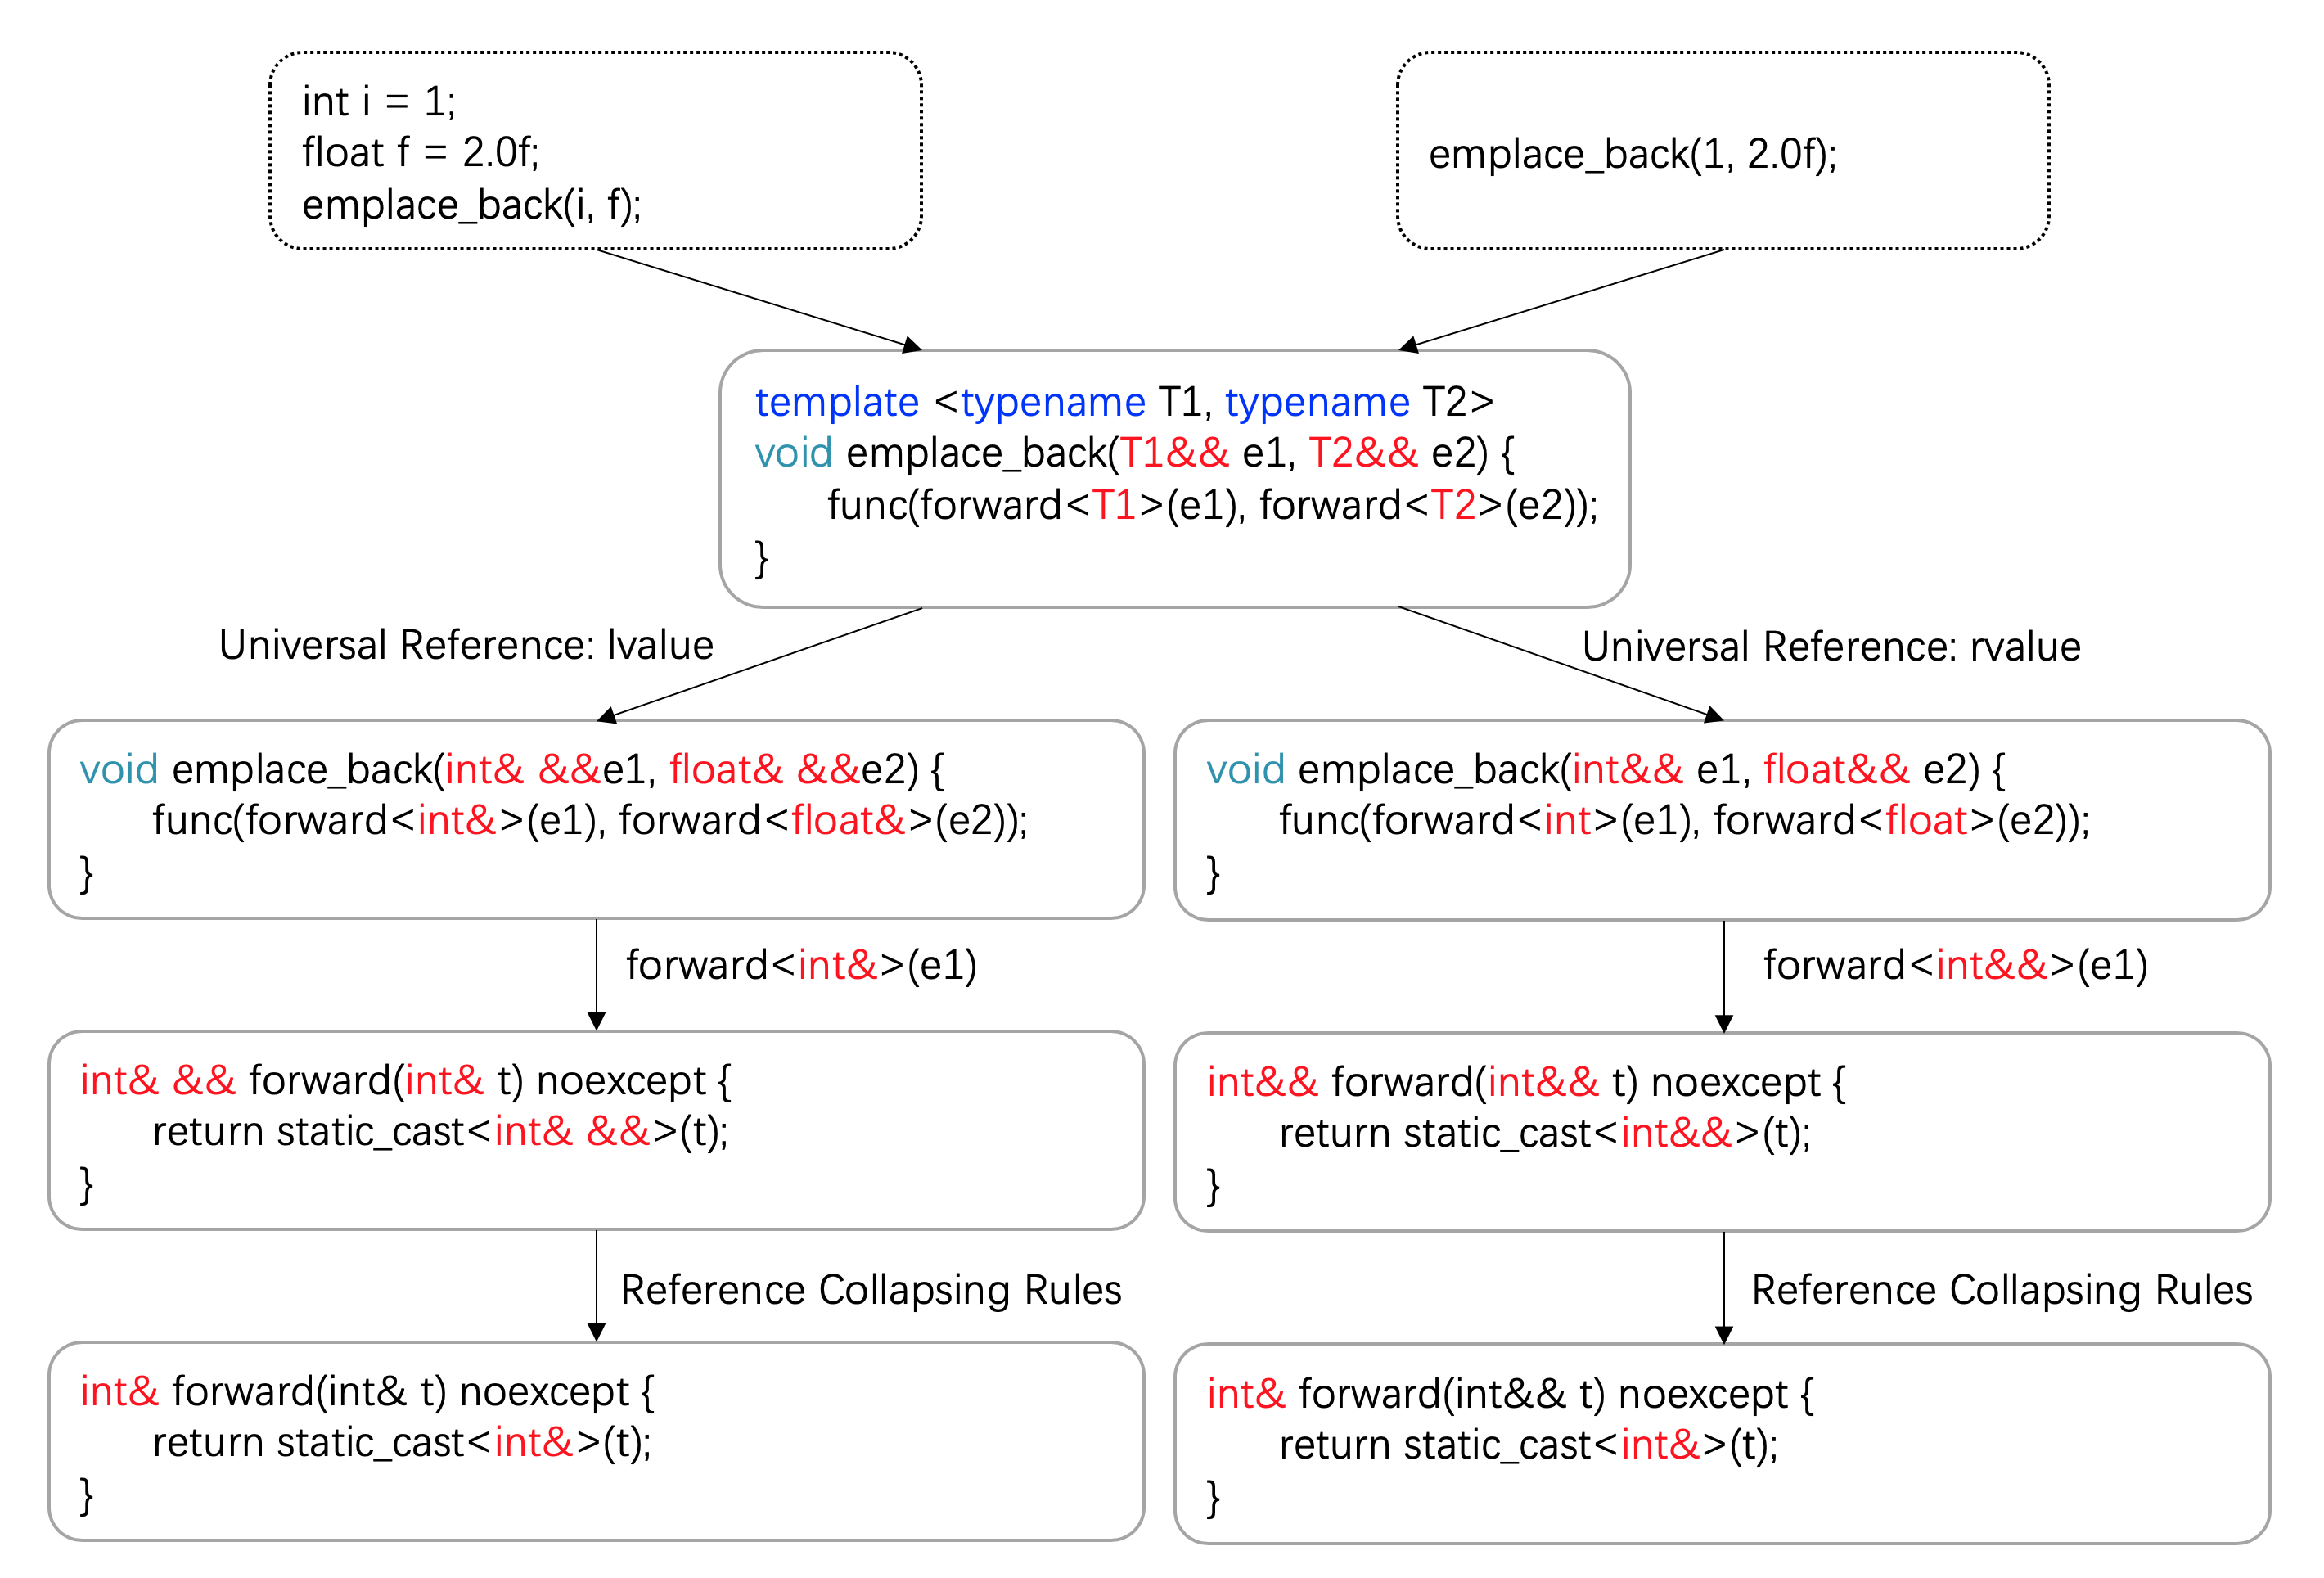 int i = 1;
float f = 2.0f;
emplace_back(i, f);
emplace_back(1, 2.0f);
template <typename T1, typename T2>
void emplace_back(T1&& e1, T2&& e2) {
func(forward<T1>(e1), forward<T2>(e2));
}
Universal Reference: lvalue
Universal Reference: rvalue
void emplace_back(int& &&e1, float& &&e2) {
func(forward<int&>(e1), forward<float&>(e2));
}
void emplace_back(int&& e1, float&& e2) {
func(forward<int>(e1), forward<float>(e2));
}
forward<int&>(e1)
forward<int&&>(e1)
int& && forward(int& t) noexcept {
return static_cast<int& &&>(t);
}
int&& forward(int&& t) noexcept {
return static_cast<int&&>(t);
}
Reference Collapsing Rules
Reference Collapsing Rules
int& forward(int& t) noexcept {
return static_cast<int&>(t);
}
int& forward(int&& t) noexcept {
return static_cast<int&>(t);
}